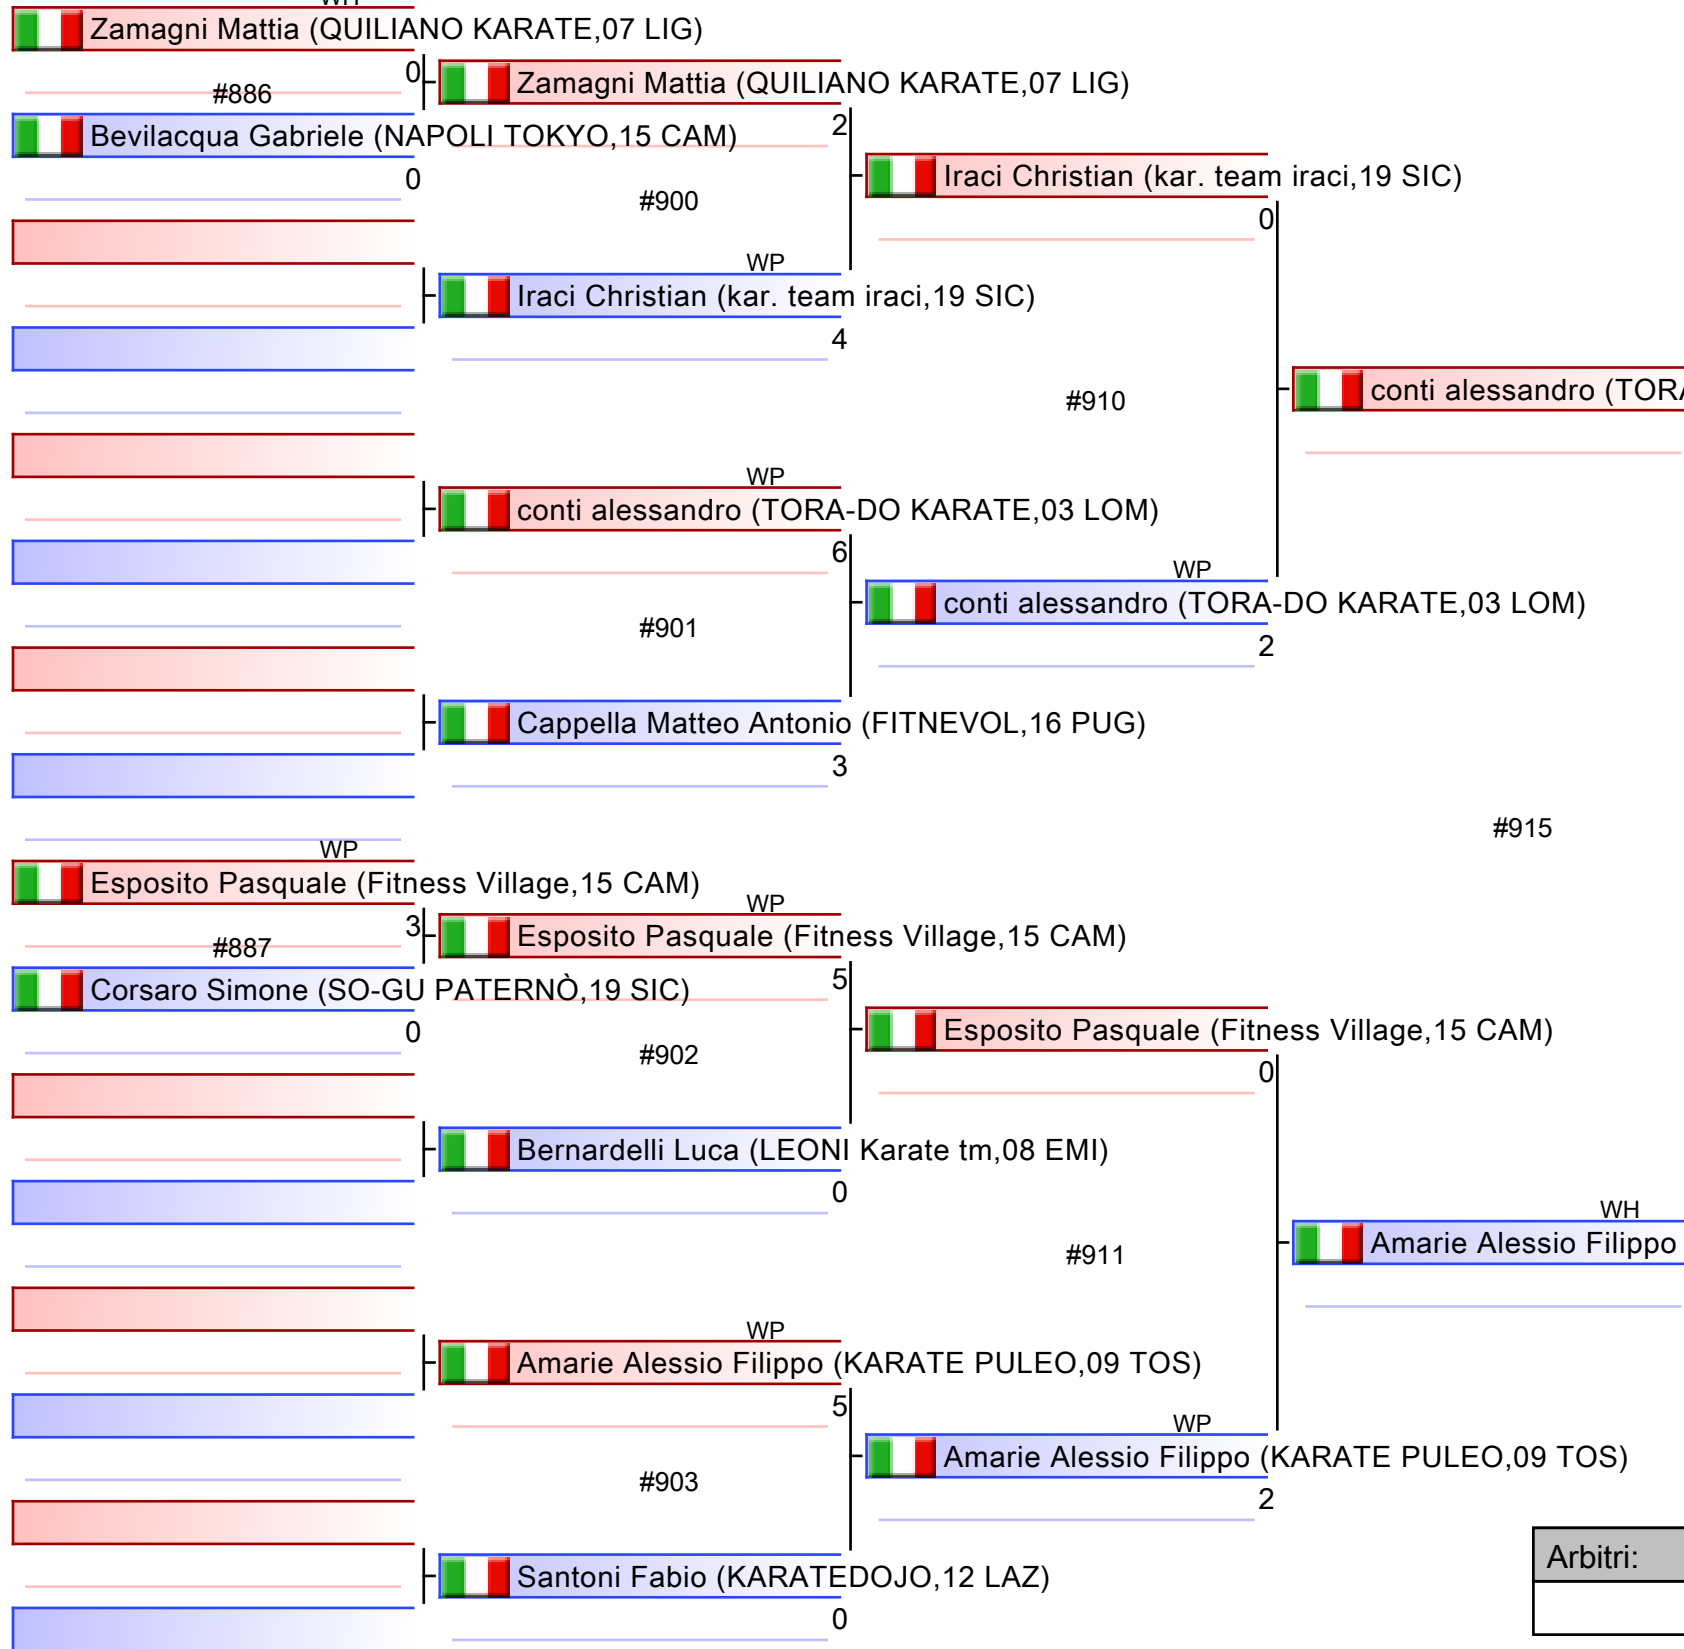 WH
Zamagni Mattia (QUILIANO KARATE,07 LIG)
0
#886
Bevilacqua Gabriele (NAPOLI TOKYO,15 CAM)
0
Zamagni Mattia (QUILIANO KARATE,07 LIG)
2
#900
WP
Iraci Christian (kar. team iraci,19 SIC)
4
Iraci Christian (kar. team iraci,19 SIC)
0
#910
conti alessandro (TORA
WP
conti alessandro (TORA-DO KARATE,03 LOM)
6
#901
Cappella Matteo Antonio (FITNEVOL,16 PUG)
3
WP
conti alessandro (TORA-DO KARATE,03 LOM)
2
#915
WP
Esposito Pasquale (Fitness Village,15 CAM)
3
#887
Corsaro Simone (SO-GU PATERNÒ,19 SIC)
0
WP
Esposito Pasquale (Fitness Village,15 CAM)
5
#902
Bernardelli Luca (LEONI Karate tm,08 EMI)
0
Esposito Pasquale (Fitness Village,15 CAM)
0
#911
WH
Amarie Alessio Filippo
WP
Amarie Alessio Filippo (KARATE PULEO,09 TOS)
5
#903
Santoni Fabio (KARATEDOJO,12 LAZ)
0
WP
Amarie Alessio Filippo (KARATE PULEO,09 TOS)
2
Arbitri: